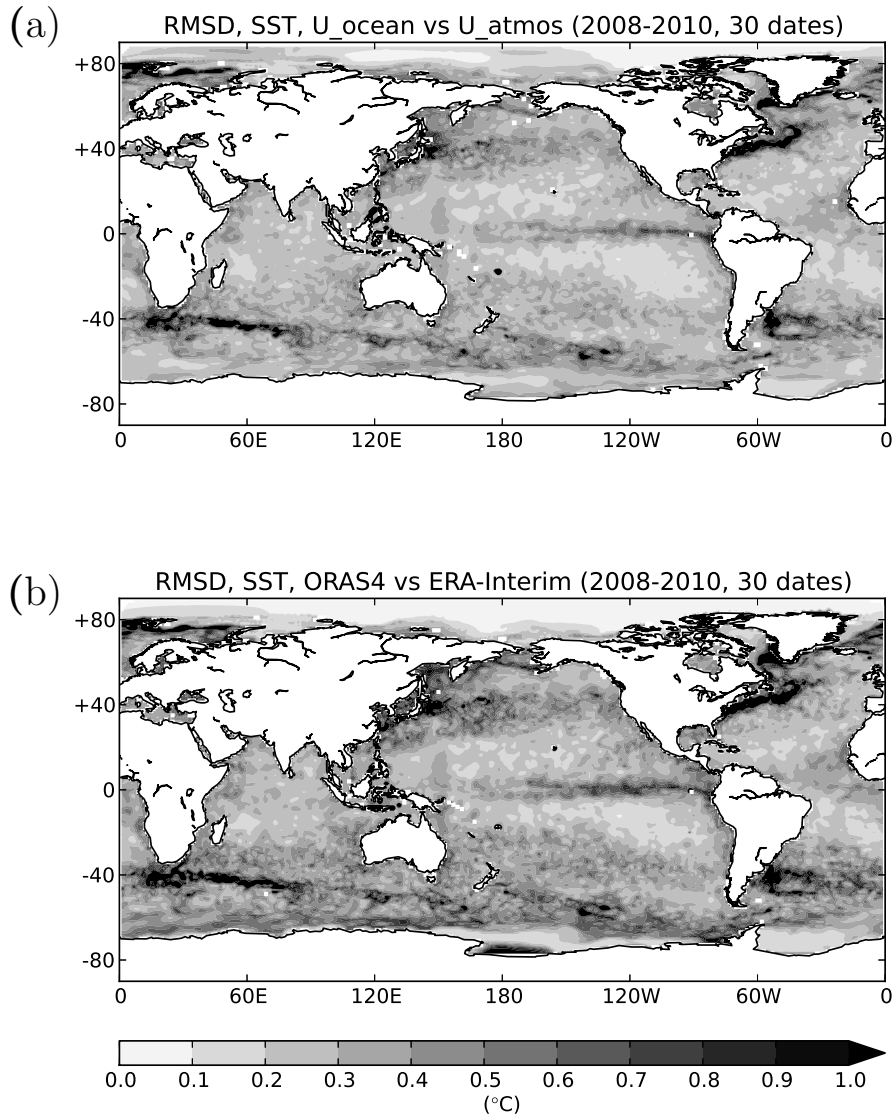 (a)
RMSD, SST, U_ocean vs U_atmos (2008-2010, 30 dates)
+80
+40
0
-40
-80
0 60E 120E 180 120W 60W 0
(b)
RMSD, SST, ORAS4 vs ERA-Interim (2008-2010, 30 dates)
+80
+40
0
-40
-80
0 60E 120E 180 120W 60W 0
0.0 0.1 0.2 0.3 0.4 0.5 0.6 0.7 0.8 0.9 1.0
(°C)